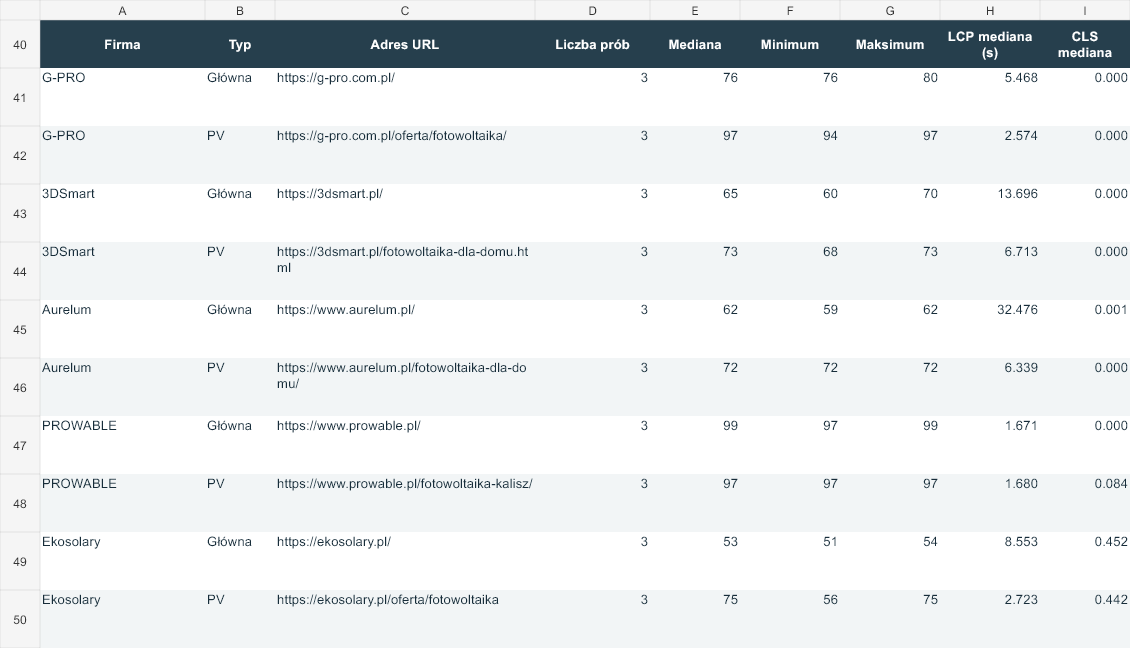 A B C D E F G H I
40 Firma Typ Adres URL Liczba prób Mediana Minimum Maksimum LCP mediana (s) CLS mediana
41 G-PRO Główna https://g-pro.com.pl/ 3 76 76 80 5.468 0.000
42 G-PRO PV https://g-pro.com.pl/oferta/fotowoltaika/ 3 97 94 97 2.574 0.000
43 3DSmart Główna https://3dsmart.pl/ 3 65 60 70 13.696 0.000
44 3DSmart PV https://3dsmart.pl/fotowoltaika-dla-domu.ht 3 73 68 73 6.713 0.000
ml
45 Aurelum Główna https://www.aurelum.pl/ 3 62 59 62 32.476 0.001
46 Aurelum PV https://www.aurelum.pl/fotowoltaika-dla-do 3 72 72 72 6.339 0.000
mu/
47 PROWABLE Główna https://www.prowable.pl/ 3 99 97 99 1.671 0.000
48 PROWABLE PV https://www.prowable.pl/fotowoltaika-kalisz/ 3 97 97 97 1.680 0.084
49 Ekosolary Główna https://ekosolary.pl/ 3 53 51 54 8.553 0.452
50 Ekosolary PV https://ekosolary.pl/oferta/fotowoltaika 3 75 56 75 2.723 0.442